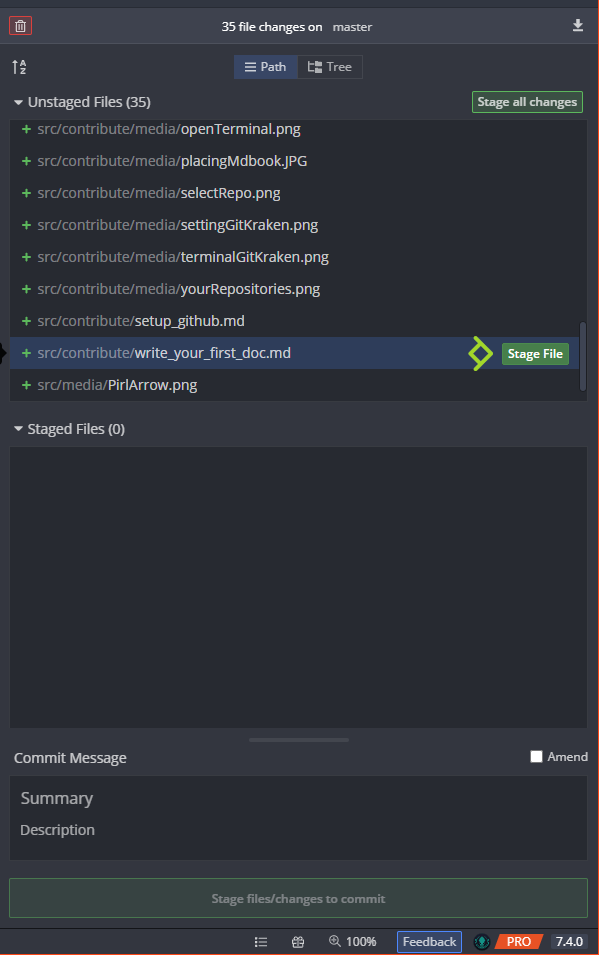 35 file changes on master
A
Z
Path Tree
Unstaged Files (35) Stage all changes
+ src/contribute/media/openTerminal.png
+ src/contribute/media/placingMdbook.JPG
+ src/contribute/media/selectRepo.png
+ src/contribute/media/settingGitKraken.png
+ src/contribute/media/terminalGitKraken.png
+ src/contribute/media/yourRepositories.png
+ src/contribute/setup_github.md
+ src/contribute/write_your_first_doc.md Stage File
+ src/media/PirlArrow.png
Staged Files (0)
Commit Message Amend
Summary
Description
Stage files/changes to commit
100% Feedback PRO 7.4.0